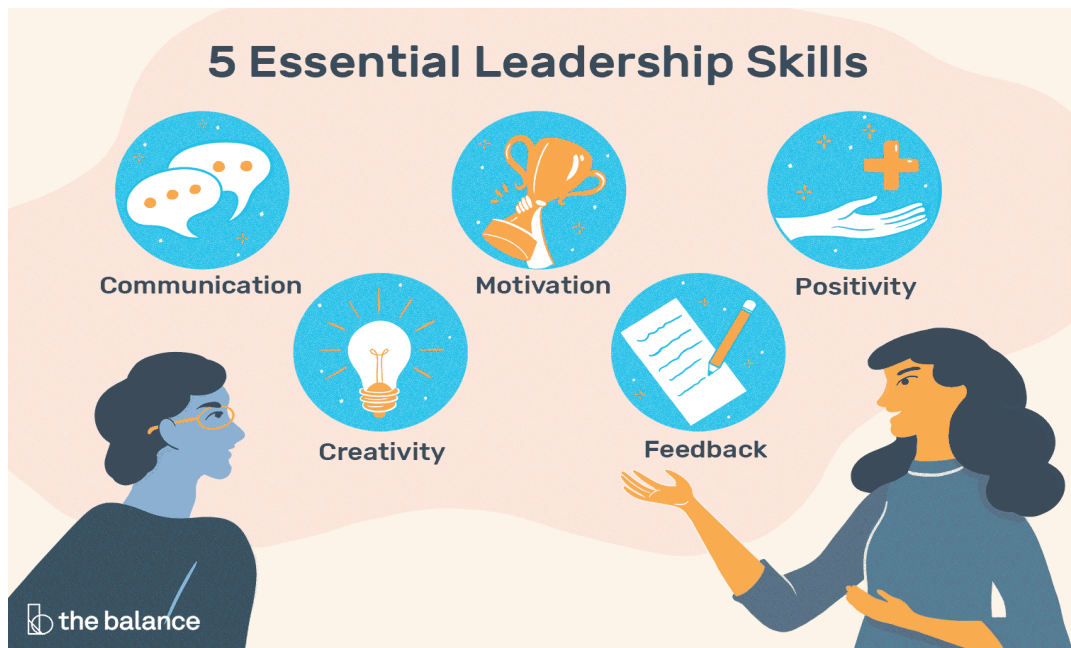 5 Essential Leadership Skills
Communication
Motivation
Positivity
Creativity
Feedback
the balance